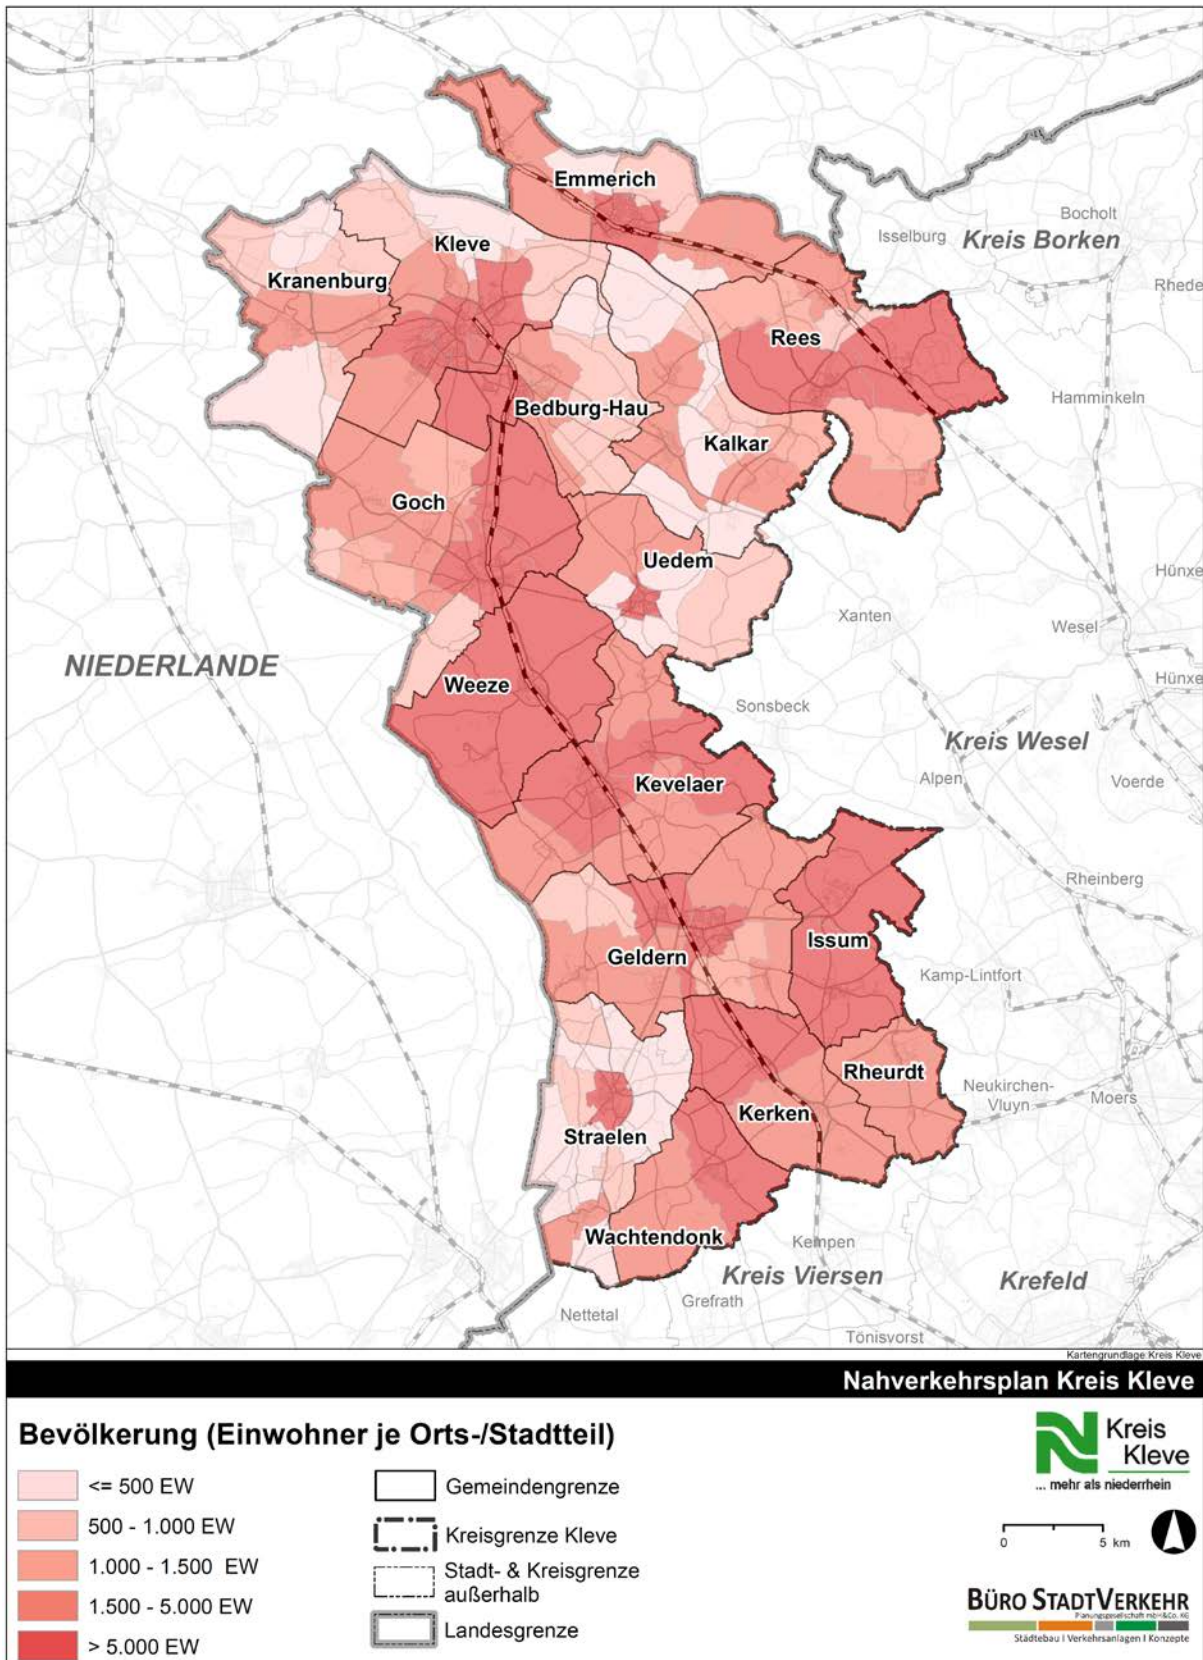 Emmerich
Bocholt
Isselburg
Kreis Borken
Kleve
Kranenburg
Rhede
Rees
Hamminkeln
Bedburg-Hau
Kalkar
Goch
Uedem
Hünxe
Xanten
Wesel
NIEDERLANDE
Weeze
Hünxe
Sonsbeck
Kreis Wesel
Kevelaer
Alpen
Voerde
Rheinberg
Issum
Geldern
Kamp-Lintfort
Rheurdt
Neukirchen-
Vluyn
Moers
Kerken
Straelen
Wachtendonk
Kempen
Kreis Viersen
Krefeld
Nettetal
Grefrath
Tönisvorst
Kartengrundlage:Kreis Kleve
Nahverkehrsplan Kreis Kleve
Bevölkerung (Einwohner je Orts-/Stadtteil)
<= 500 EW
500 - 1.000 EW
1.000 - 1.500 EW
1.500 - 5.000 EW
> 5.000 EW
Gemeindengrenze
Kreisgrenze Kleve
Stadt- & Kreisgrenze
außerhalb
Landesgrenze
Kreis
Kleve
... mehr als niederrhein
0 5 km
BÜRO STADTVERKEHR
Planungsgesellschaft mbH&Co. KG
Städtebau I Verkehrsanlagen I Konzepte